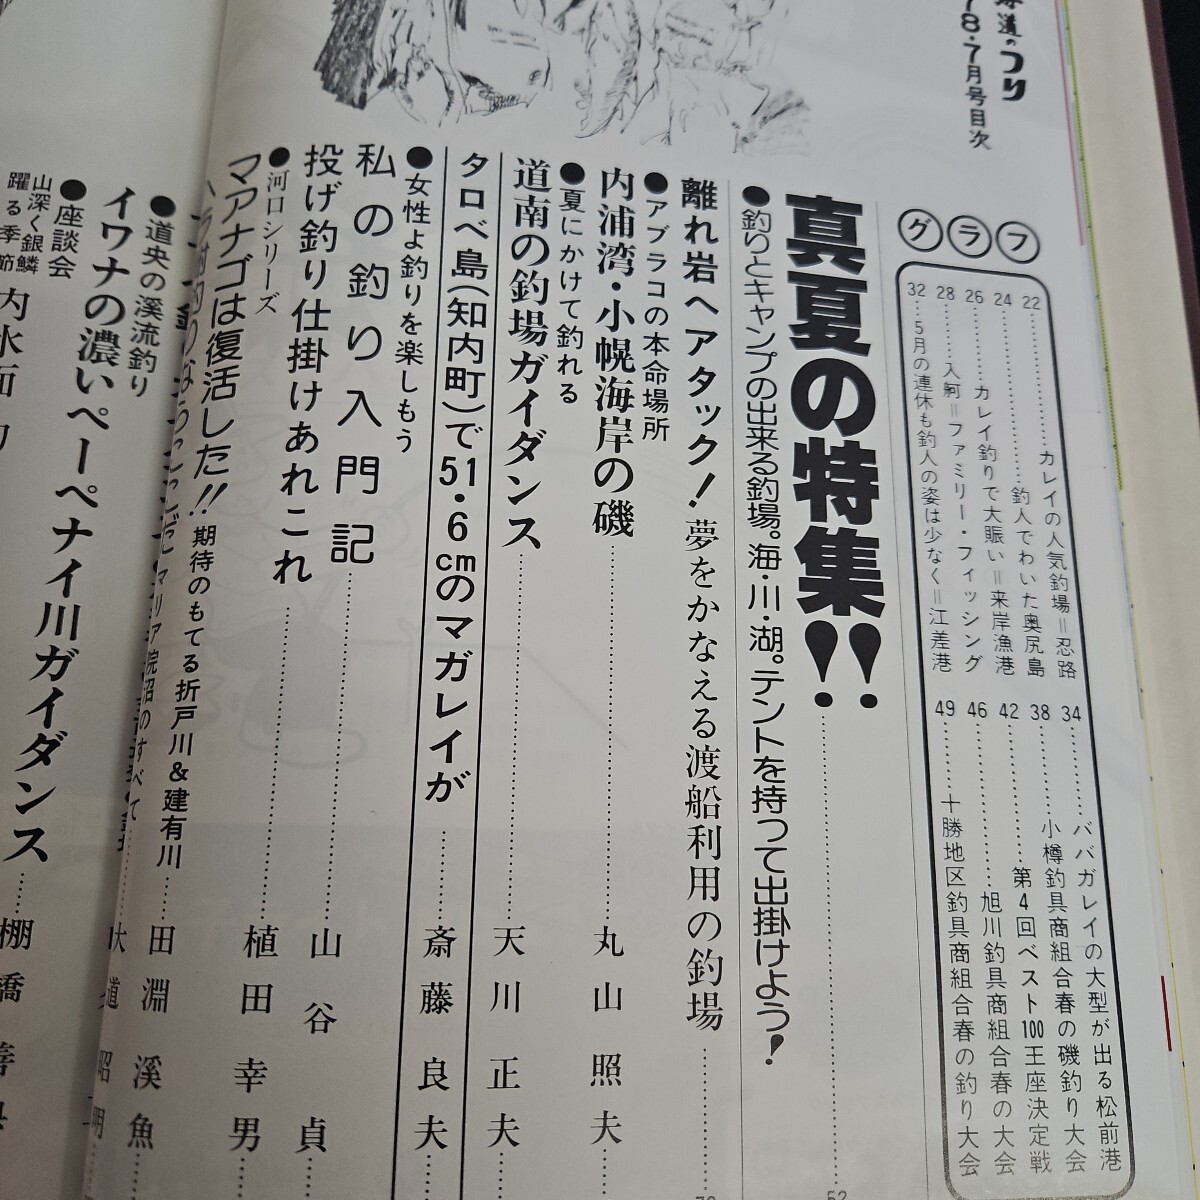 道のつり
78・7月号目次
グラフ
22……カレイの人気釣場＝忍路
24……釣人でわいた奥尻島
26……カレイ釣りで大賑い＝来岸漁港
28……入舸＝ファミリー・フィッシング
32……5月の連休も釣人の姿は少なく＝江差港
34……ババガレイの大型が出る松前港
38……小樽釣具商組合春の磯釣り大会
42……第4回ベスト100王座決定戦
46……旭川釣具商組合春の大会
49……十勝地区釣具商組合春の釣り大会
真夏の特集!!……52
●釣りとキャンプの出来る釣場。海・川・湖。テントを持つて出掛けよう!
離れ岩へアタック!夢をかなえる渡船利用の釣場……
●アブラコの本命場所
内浦湾・小幌海岸の磯……丸山照夫
●夏にかけて釣れる
道南の釣場ガイダンス……天川正夫
タロベ島(知内町)で51・6cmのマガレイが……斎藤良夫
●女性よ釣りを楽しもう
私の釣り入門記……山谷貞
投げ釣り仕掛けあれこれ……植田幸男
●河口シリーズ
マアナゴは復活した!!期待のもてる折戸川&建有川……田淵溪魚
●道央の渓流釣り
イワナの濃いペーペナイ川ガイダンス……棚橋善
●座談会
山深く銀鱗
躍る季節
内水面